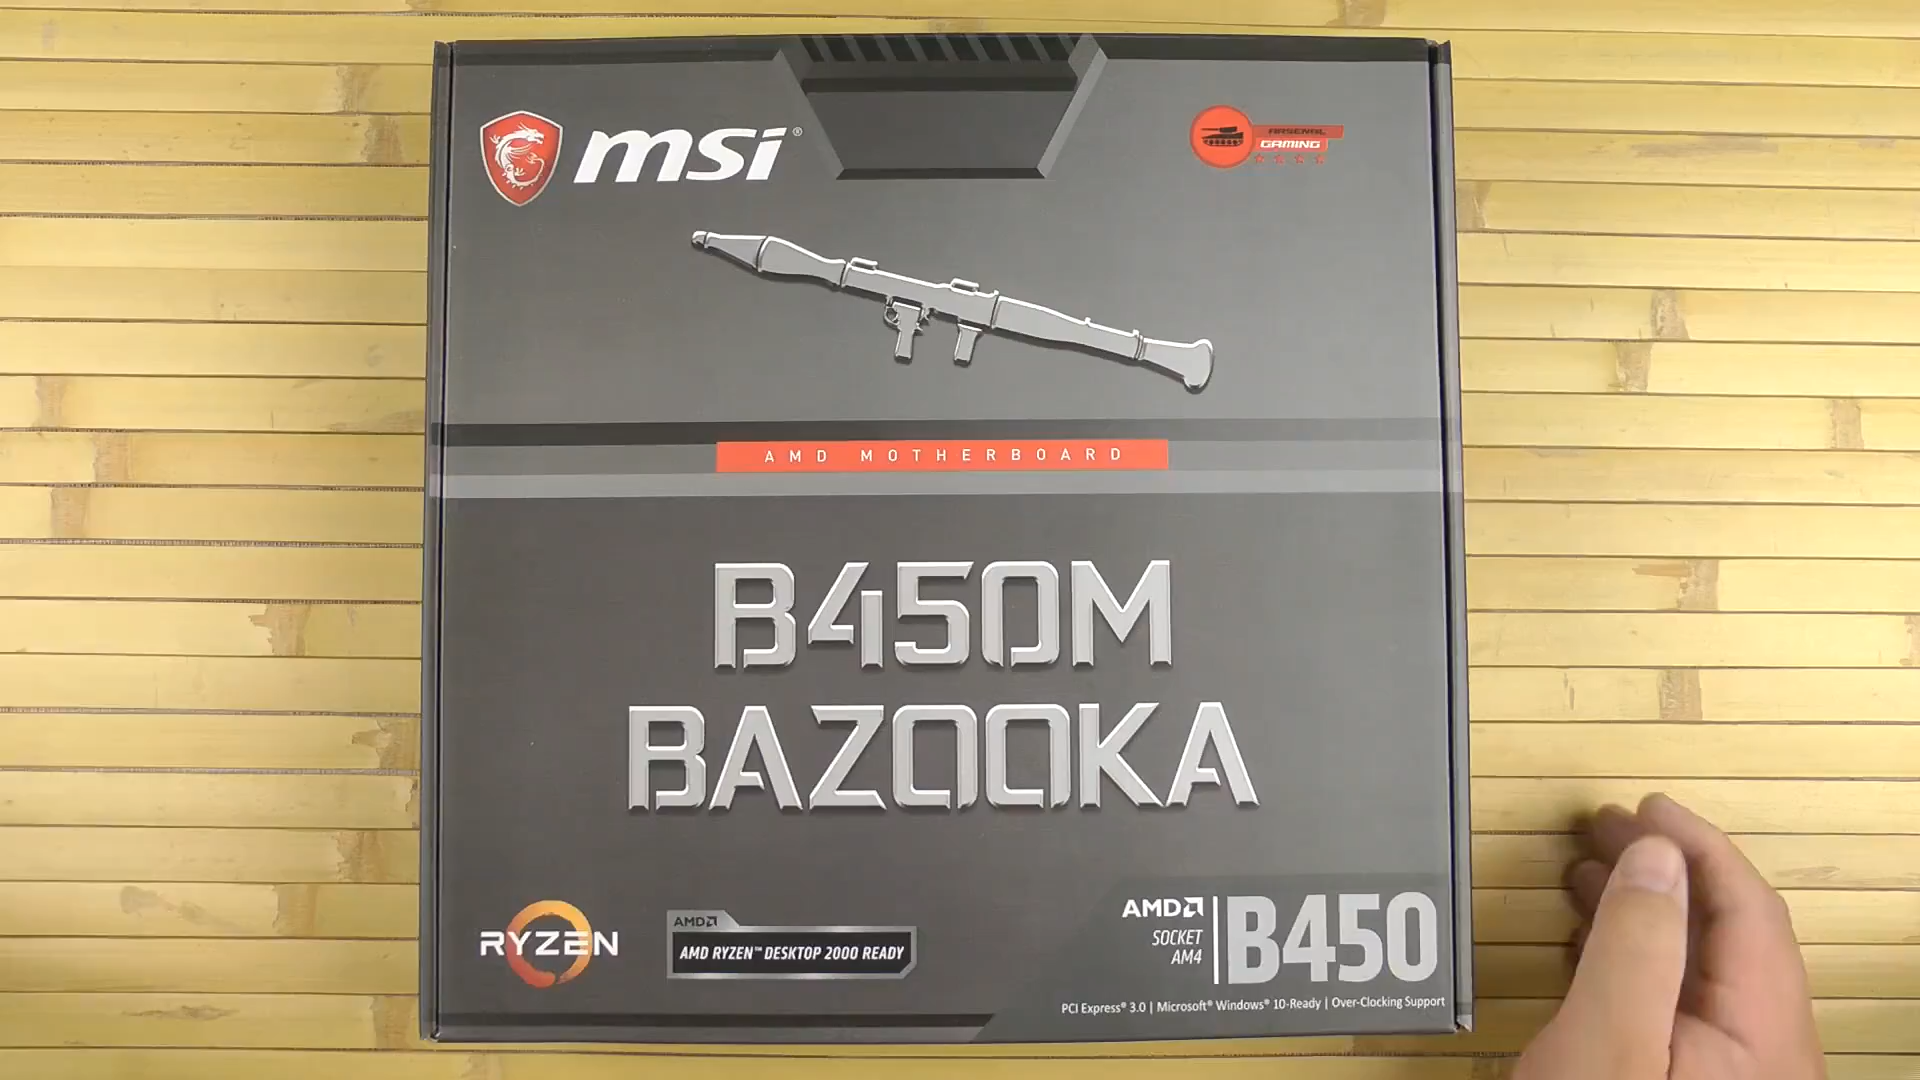 msi®
ARSENAL
GAMING
AMD MOTHERBOARD
B450M
BAZOOKA
RYZEN
AMD
AMD RYZEN™ DESKTOP 2000 READY
AMD
SOCKET
AM4
B450
PCI Express® 3.0 | Microsoft® Windows® 10-Ready | Over-Clocking Support